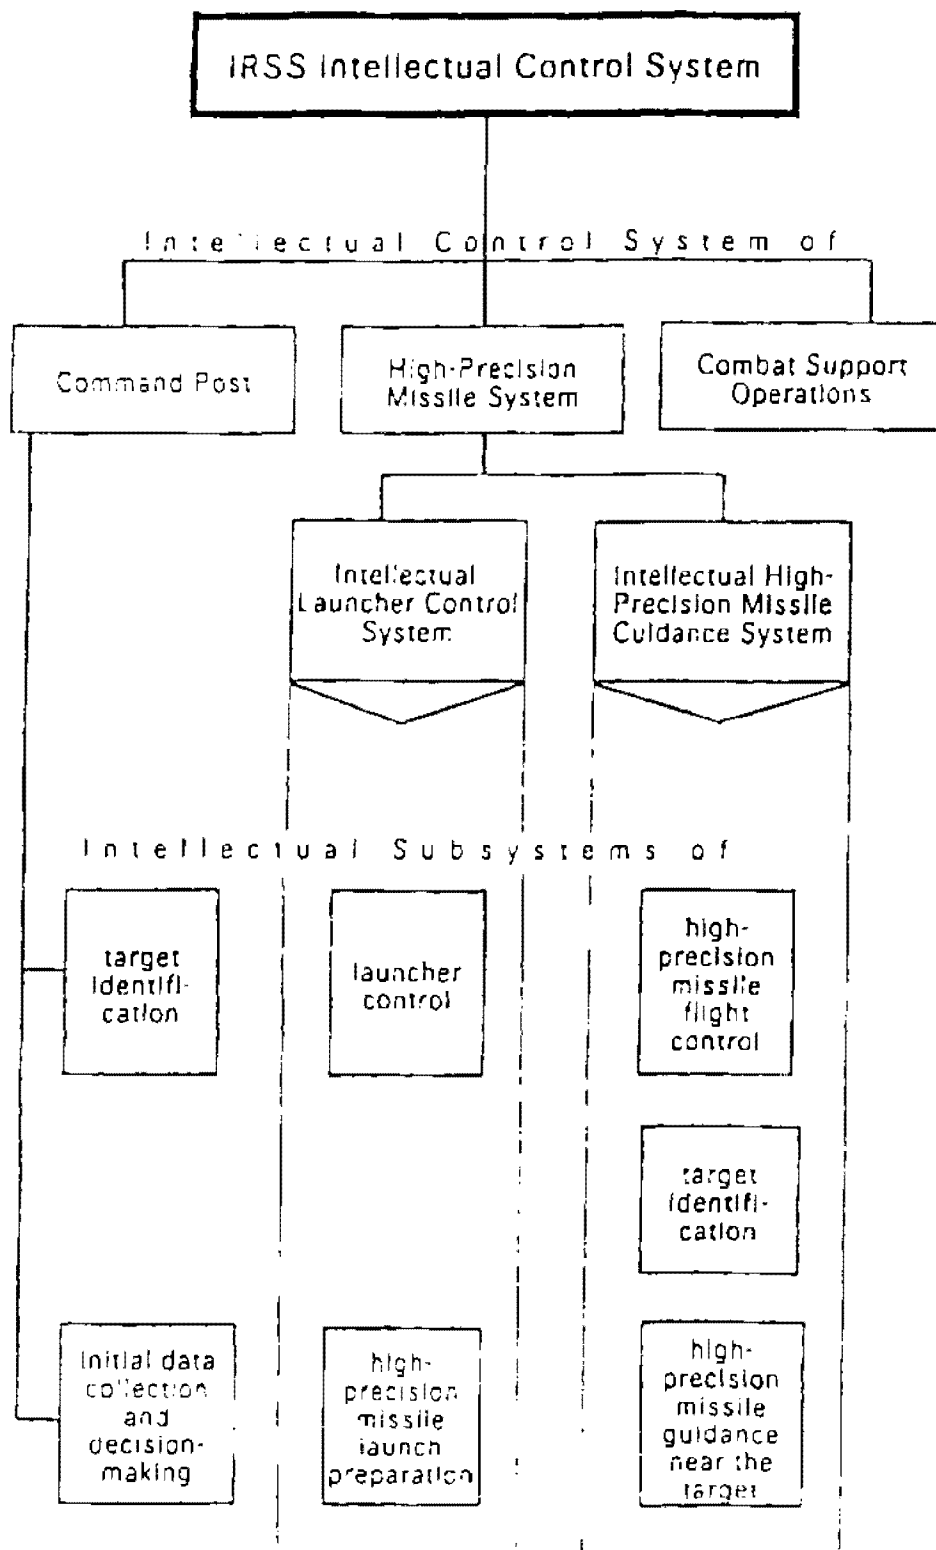 IRSS Intellectual Control System
Intellectual Control System of
Command Post
High-Precision
Missile System
Combat Support
Operations
Intellectual
Launcher Control
System
Intellectual High-
Precision Missile
Guidance System
Intellectual Subsystems of
target
identifi-
cation
launcher
control
high-
precision
missile
flight
control
target
identifi-
cation
Initial data
collection
and
decision-
making
high-
precision
missile
launch
preparation
high-
precision
missile
guidance
near the
target